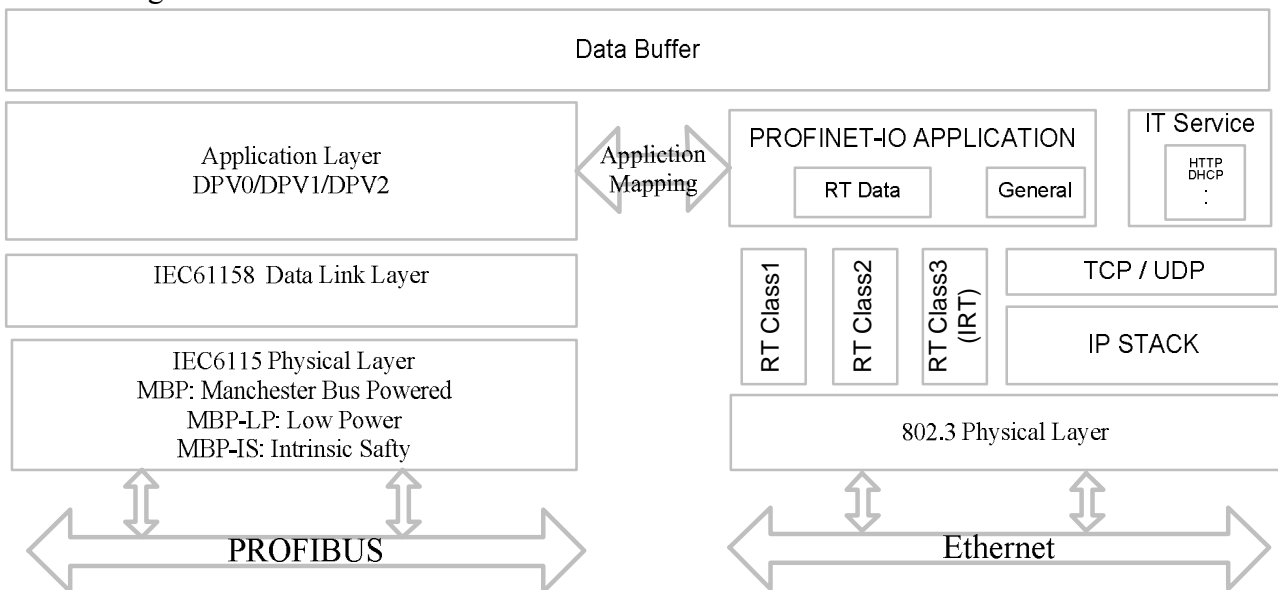 Data Buffer
Application Layer
DPV0/DPV1/DPV2
Appliction
Mapping
PROFINET-IO APPLICATION
RT Data
General
IT Service
HTTP
DHCP
.
.
IEC61158 Data Link Layer
RT Class1
RT Class2
RT Class3
(IRT)
TCP / UDP
IP STACK
IEC6115 Physical Layer
MBP: Manchester Bus Powered
MBP-LP: Low Power
MBP-IS: Intrinsic Safty
802.3 Physical Layer
PROFIBUS
Ethernet